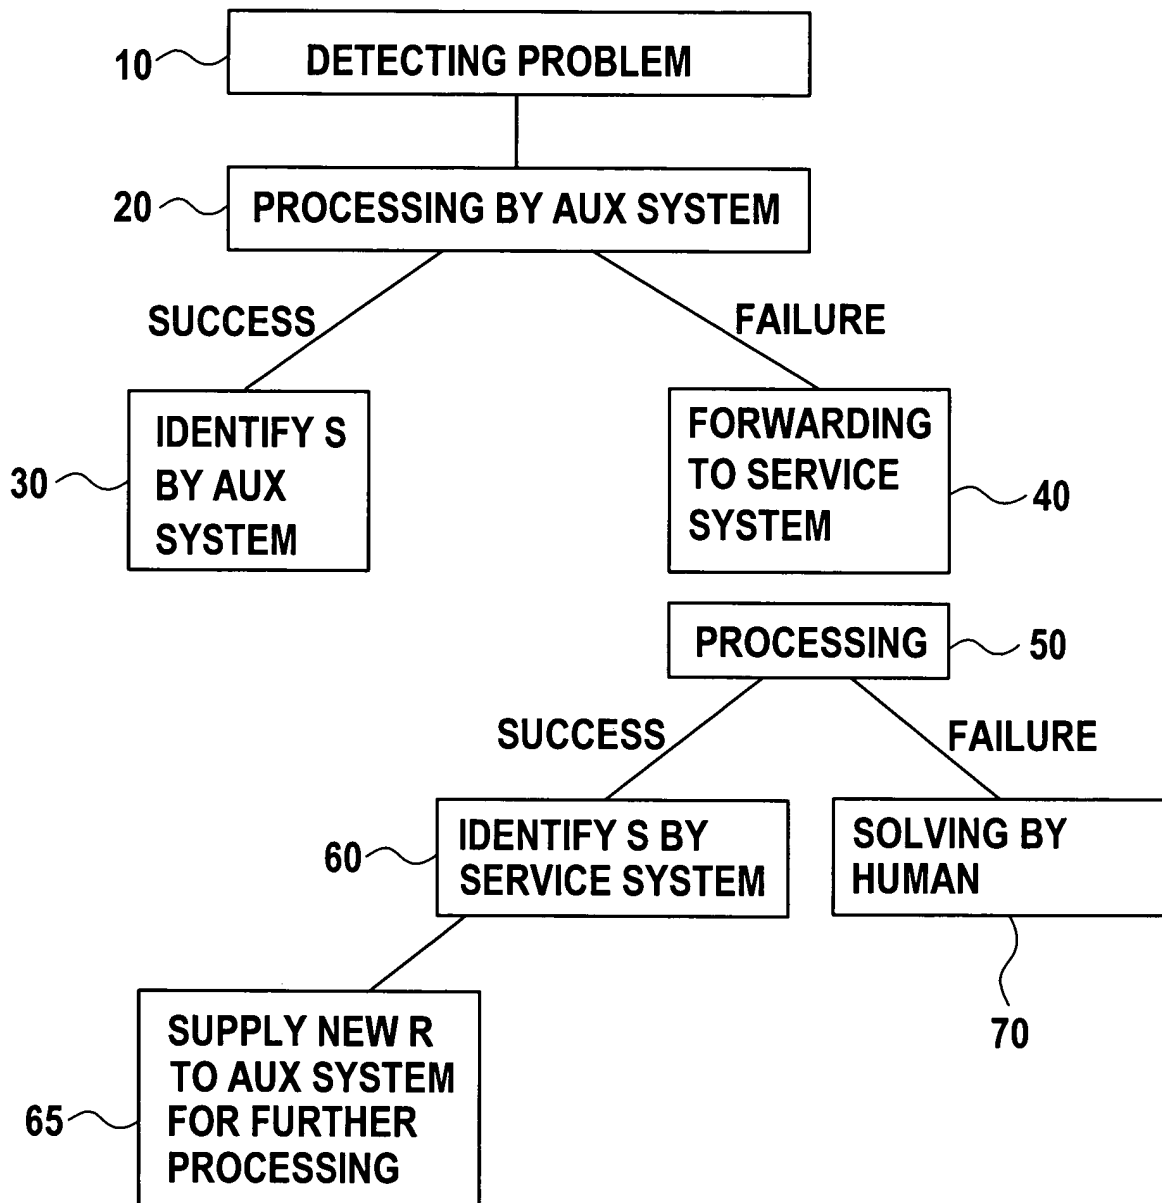 10
DETECTING PROBLEM
20
PROCESSING BY AUX SYSTEM
SUCCESS
FAILURE
30
IDENTIFY S
BY AUX
SYSTEM
FORWARDING
TO SERVICE
SYSTEM
40
PROCESSING
50
SUCCESS
FAILURE
60
IDENTIFY S BY
SERVICE SYSTEM
SOLVING BY
HUMAN
70
65
SUPPLY NEW R
TO AUX SYSTEM
FOR FURTHER
PROCESSING